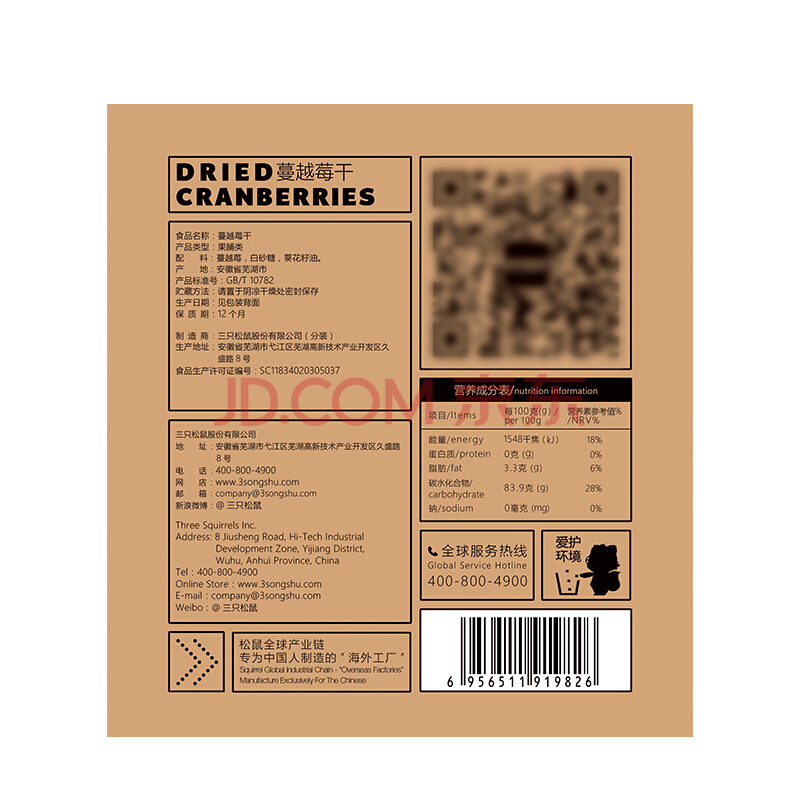 DRIED 蔓越莓干
CRANBERRIES
食品名称：蔓越莓干
产品类型：果脯类
配    料：蔓越莓，白砂糖，葵花籽油。
产    地：安徽省芜湖市
产品标准号：GB/T 10782
贮藏方法：请置于阴凉干燥处密封保存
生产日期：见包装背面
保 质 期：12 个月
制 造 商：三只松鼠股份有限公司（分装）
生产地址：安徽省芜湖市弋江区芜湖高新技术产业开发区久
盛路 8 号
食品生产许可证编号：SC11834020305037
三只松鼠股份有限公司
地    址：安徽省芜湖市弋江区芜湖高新技术产业开发区久盛路
8 号
电    话：400-800-4900
网    店：www.3songshu.com
邮    箱：company@3songshu.com
新浪微博：@ 三只松鼠
Three Squirrels Inc.
Address: 8 Jiusheng Road, Hi-Tech Industrial
Development Zone, Yijiang District,
Wuhu, Anhui Province, China
Tel : 400-800-4900
Online Store : www.3songshu.com
E-mail : company@3songshu.com
Weibo : @ 三只松鼠
松鼠全球产业链
专为中国人制造的 “ 海外工厂 ”
Squirrel Global Industrial Chain - "Overseas Factories"
Manufacture Exclusively For The Chinese
营养成分表/nutrition information
项目/Items 每100克(g) / per 100g 营养素参考值% /NRV%
能量/energy 1548千焦 (kJ) 18%
蛋白质/protein 0克 (g) 0%
脂肪/fat 3.3克 (g) 6%
碳水化合物/ carbohydrate 83.9克 (g) 28%
钠/sodium 0毫克 (mg) 0%
全球服务热线
Global Service Hotline
400-800-4900
爱护
环境
6 956511 919826
JD.COM 京东